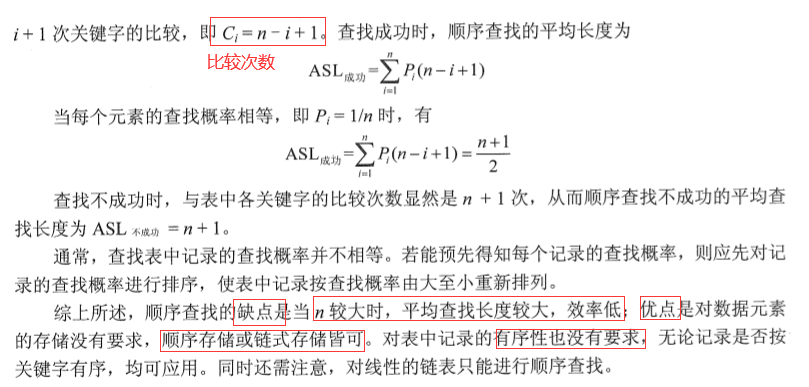 i + 1 次关键字的比较，即 Cᵢ = n − i + 1。查找成功时，顺序查找的平均长度为
比较次数
ASL成功=∑ⁿᵢ₌₁ Pᵢ(n−i+1)
当每个元素的查找概率相等，即 Pᵢ = 1/n 时，有
ASL成功=∑ⁿᵢ₌₁ Pᵢ(n−i+1)=(n+1)/2
查找不成功时，与表中各关键字的比较次数显然是 n + 1 次，从而顺序查找不成功的平均查
找长度为 ASL 不成功 = n + 1。
通常，查找表中记录的查找概率并不相等。若能预先得知每个记录的查找概率，则应先对记
录的查找概率进行排序，使表中记录按查找概率由大至小重新排列。
综上所述，顺序查找的缺点是当 n 较大时，平均查找长度较大，效率低；优点是对数据元素
的存储没有要求，顺序存储或链式存储皆可。对表中记录的有序性也没有要求，无论记录是否按
关键字有序，均可应用。同时还需注意，对线性的链表只能进行顺序查找。